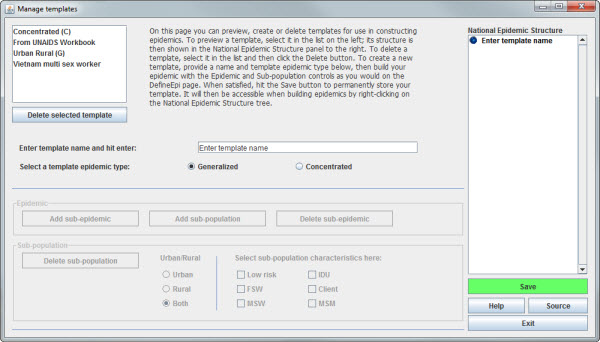 Manage templates
Concentrated (C)
From UNAIDS Workbook
Urban Rural (G)
Vietnam multi sex worker
Delete selected template
On this page you can preview, create or delete templates for use in constructing
epidemics. To preview a template, select it in the list on the left; its structure is
then shown in the National Epidemic Structure panel to the right. To delete a
template, select it in the list and then click the Delete button. To create a new
template, provide a name and template epidemic type below, then build your
epidemic with the Epidemic and Sub-population controls as you would on the
DefineEpi page. When satisfied, hit the Save button to permanently store your
template. It will then be accessible when building epidemics by right-clicking on
the National Epidemic Structure tree.
National Epidemic Structure
Enter template name
Enter template name and hit enter: Enter template name
Select a template epidemic type: Generalized Concentrated
Epidemic
Add sub-epidemic Add sub-population Delete sub-epidemic
Sub-population
Delete sub-population
Urban/Rural
Urban
Rural
Both
Select sub-population characteristics here:
Low risk IDU
FSW Client
MSW MSM
Save
Help Source
Exit